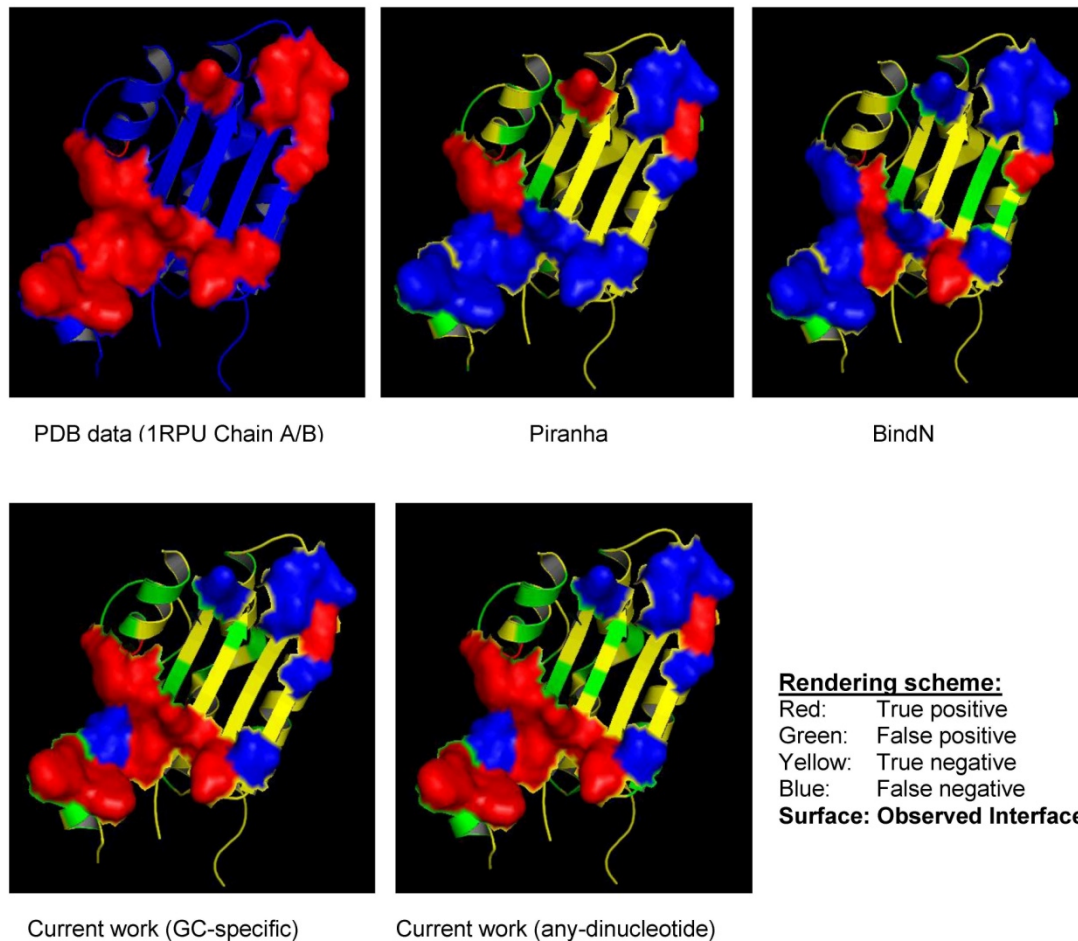 PDB data (1RPU Chain A/B)
Piranha
BindN
Current work (GC-specific)
Current work (any-dinucleotide)
Rendering scheme:
Red: True positive
Green: False positive
Yellow: True negative
Blue: False negative
Surface: Observed Interface